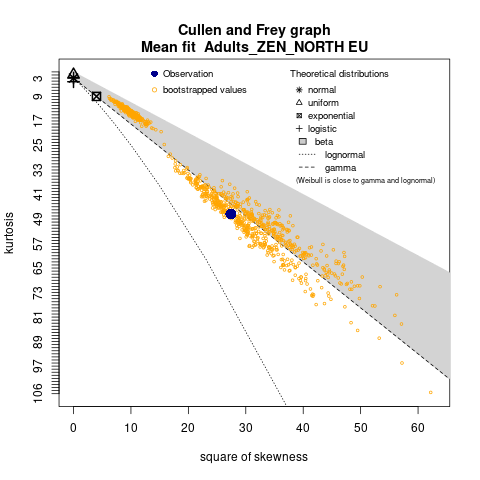 Cullen and Frey graph
Mean fit  Adults_ZEN_NORTH EU
Observation
bootstrapped values
Theoretical distributions
normal
uniform
exponential
logistic
beta
lognormal
gamma
(Weibull is close to gamma and lognormal)
kurtosis
3
9
17
25
33
41
49
57
65
73
81
89
97
106
0
10
20
30
40
50
60
square of skewness